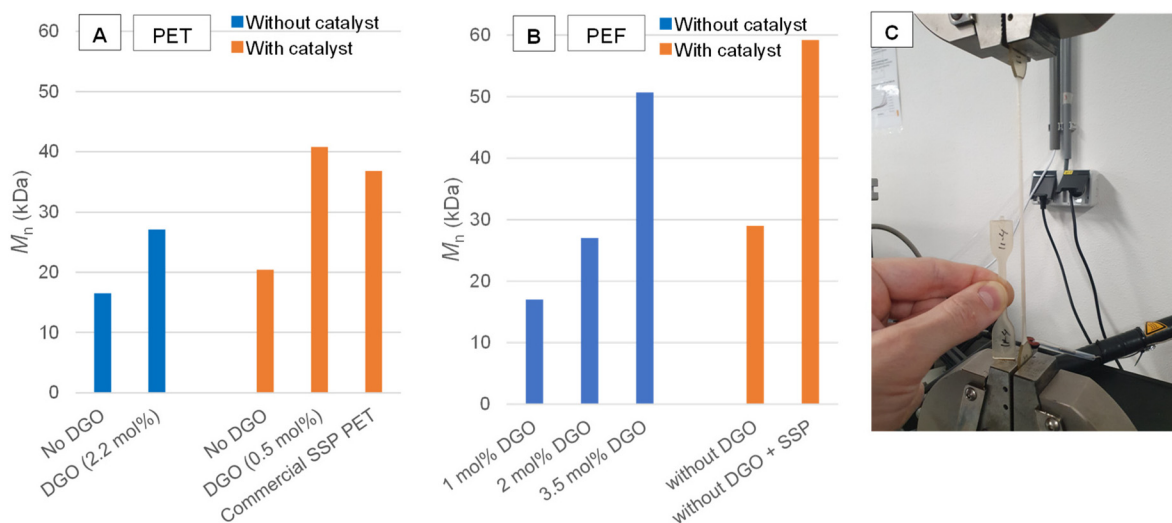 A
PET
Without catalyst
With catalyst
60
50
40
30
20
10
0
Mn (kDa)
No DGO
DGO (2.2 mol%)
No DGO
DGO (0.5 mol%)
Commercial SSP PET
B
PEF
Without catalyst
With catalyst
60
50
40
30
20
10
0
Mn (kDa)
1 mol% DGO
2 mol% DGO
3.5 mol% DGO
without DGO
without DGO + SSP
C